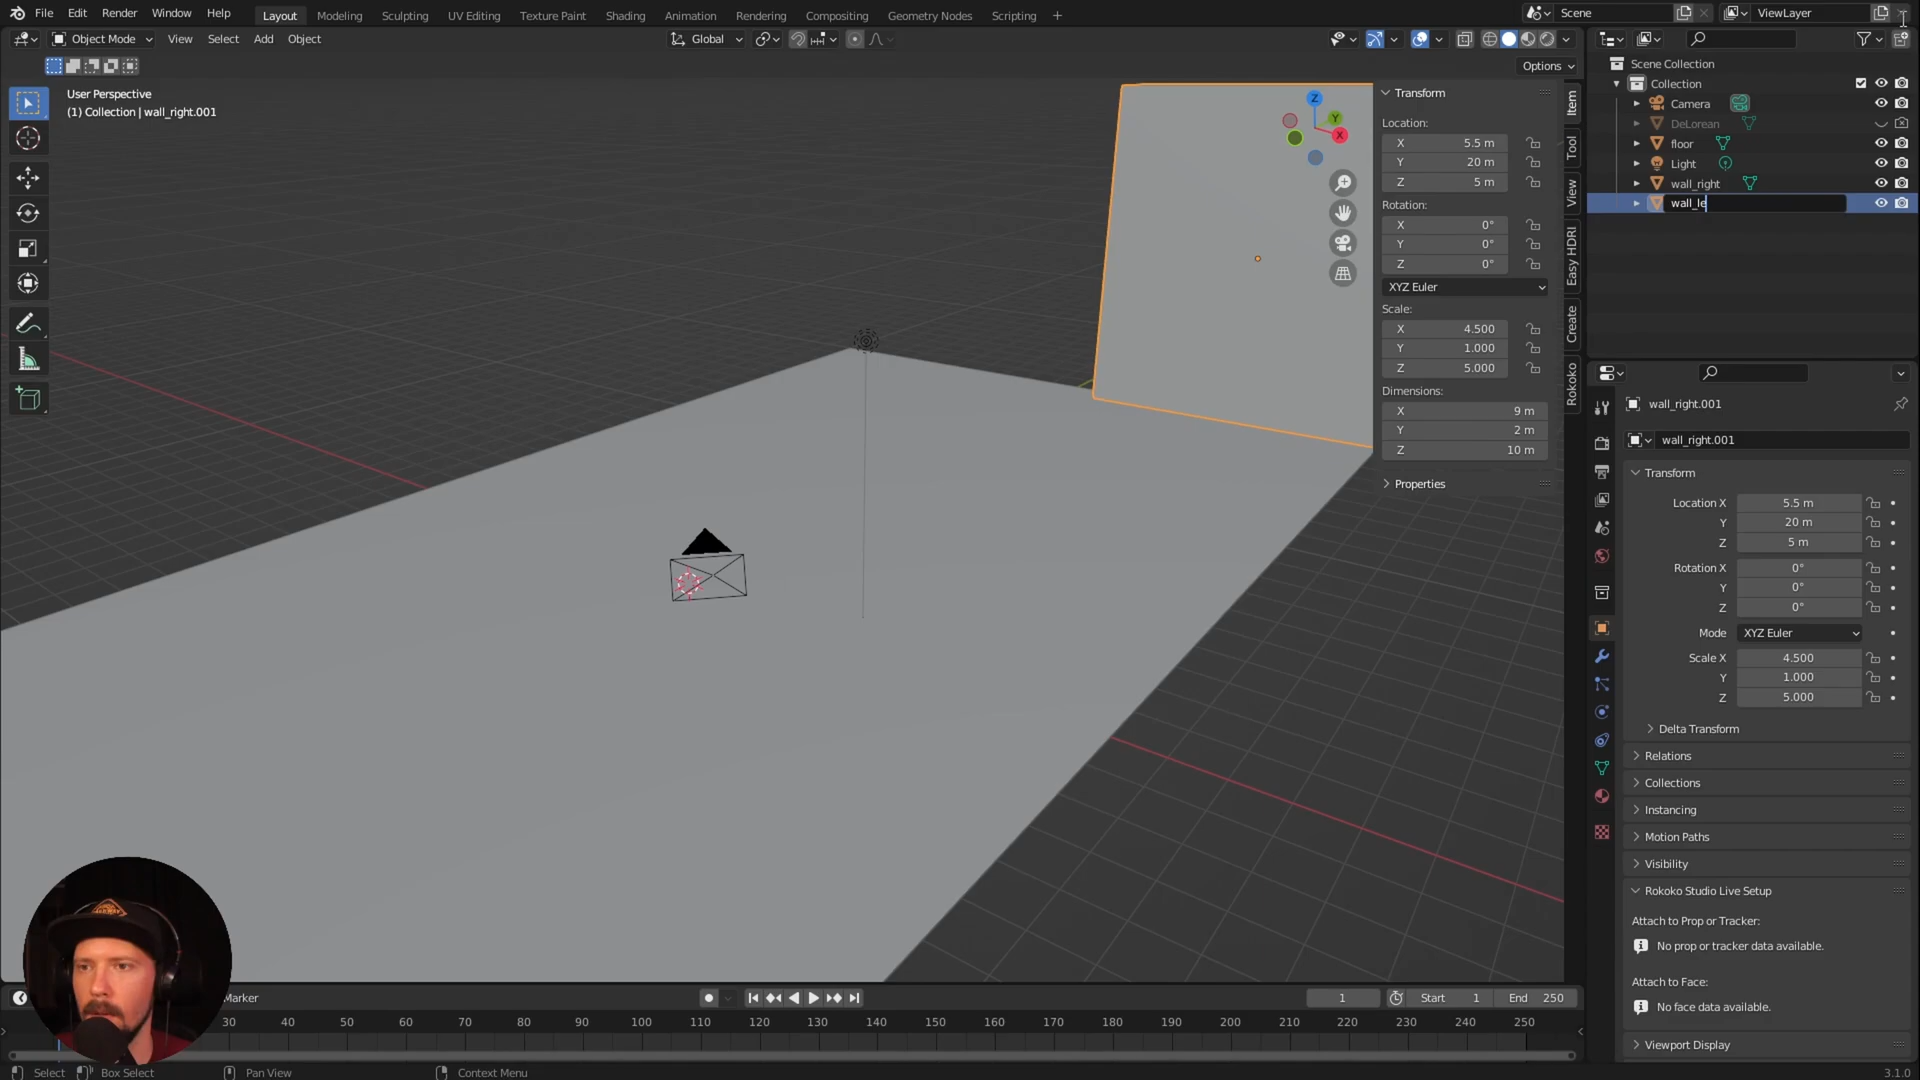 File Edit Render Window Help
Layout Modeling Sculpting UV Editing Texture Paint Shading Animation Rendering Compositing Geometry Nodes Scripting +
Scene ViewLayer
Object Mode View Select Add Object
Global
Options
User Perspective
(1) Collection | wall_right.001
Z
Y
X
Transform
Location:
X 5.5 m
Y 20 m
Z 5 m
Rotation:
X 0°
Y 0°
Z 0°
XYZ Euler
Scale:
X 4.500
Y 1.000
Z 5.000
Dimensions:
X 9 m
Y 2 m
Z 10 m
Properties
Item
Tool
View
Easy HDRI
Create
Rokoko
Scene Collection
Collection
Camera
DeLorean
floor
Light
wall_right
wall_le
wall_right.001
wall_right.001
Transform
Location X 5.5 m
Y 20 m
Z 5 m
Rotation X 0°
Y 0°
Z 0°
Mode XYZ Euler
Scale X 4.500
Y 1.000
Z 5.000
Delta Transform
Relations
Collections
Instancing
Motion Paths
Visibility
Rokoko Studio Live Setup
Attach to Prop or Tracker:
No prop or tracker data available.
Attach to Face:
No face data available.
Viewport Display
Marker
1 Start 1 End 250
30 40 50 60 70 80 90 100 110 120 130 140 150 160 170 180 190 200 210 220 230 240 250
Select Box Select Pan View Context Menu
3.1.0